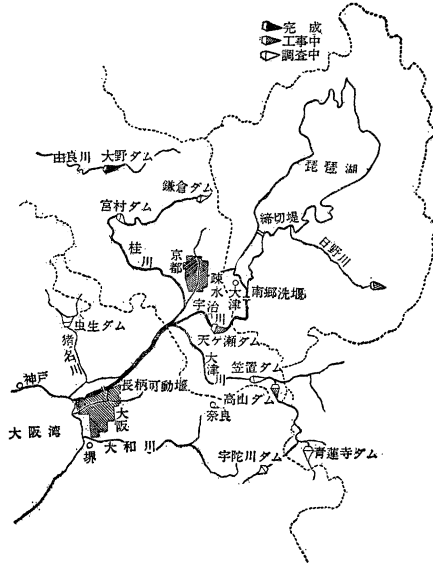 完成
工事中
調査中
由良川 大野ダム
琵琶湖
鎌倉ダム
宮村ダム
締切堤
桂川
京都
日野川
疏水
大津
南郷洗堰
宇治川
天ヶ瀬ダム
虫生ダム
猪名川
大津川
笠置ダム
神戸
長柄可動堰
高山ダム
大阪
奈良
大阪湾
堺
大和川
宇陀川ダム
青蓮寺ダム